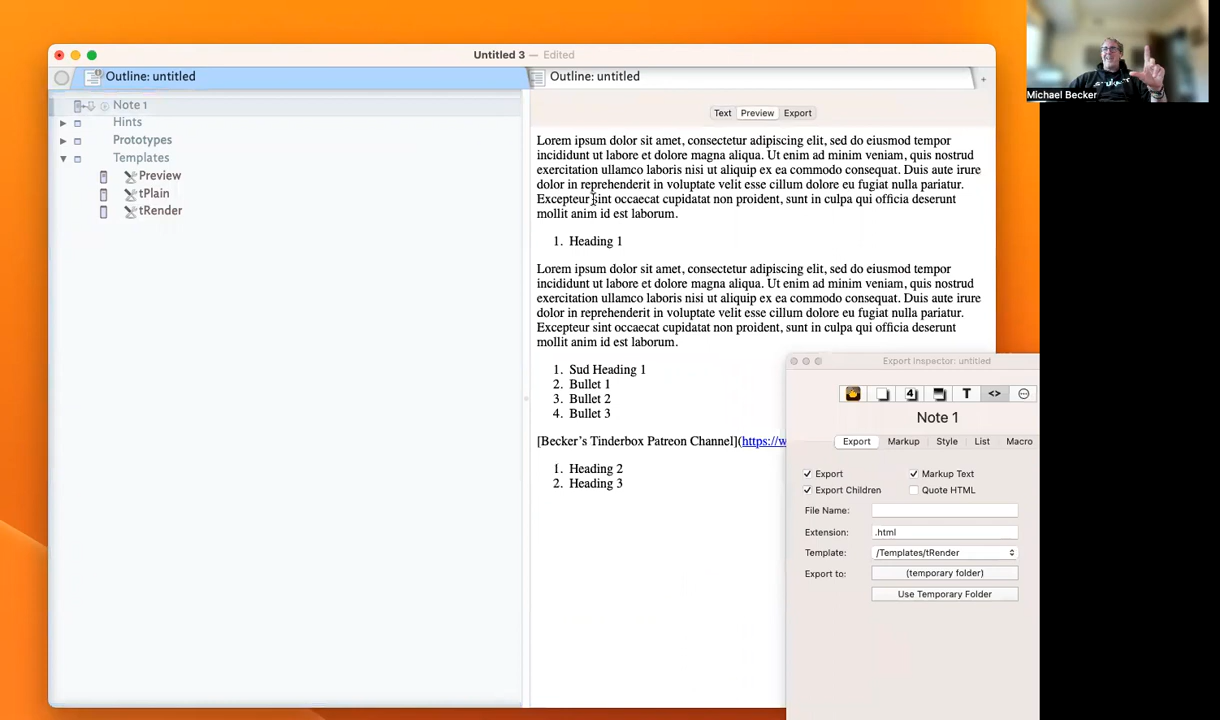 Untitled 3 — Edited
Outline: untitled
Outline: untitled
+
Note 1
Hints
Prototypes
Templates
Preview
tPlain
tRender
Text Preview Export
Lorem ipsum dolor sit amet, consectetur adipiscing elit, sed do eiusmod tempor
incididunt ut labore et dolore magna aliqua. Ut enim ad minim veniam, quis nostrud
exercitation ullamco laboris nisi ut aliquip ex ea commodo consequat. Duis aute irure
dolor in reprehenderit in voluptate velit esse cillum dolore eu fugiat nulla pariatur.
Excepteur sint occaecat cupidatat non proident, sunt in culpa qui officia deserunt
mollit anim id est laborum.
1. Heading 1
Lorem ipsum dolor sit amet, consectetur adipiscing elit, sed do eiusmod tempor
incididunt ut labore et dolore magna aliqua. Ut enim ad minim veniam, quis nostrud
exercitation ullamco laboris nisi ut aliquip ex ea commodo consequat. Duis aute irure
dolor in reprehenderit in voluptate velit esse cillum dolore eu fugiat nulla pariatur.
Excepteur sint occaecat cupidatat non proident, sunt in culpa qui officia deserunt
mollit anim id est laborum.
1. Sud Heading 1
2. Bullet 1
3. Bullet 2
4. Bullet 3
[Becker’s Tinderbox Patreon Channel](https://w
1. Heading 2
2. Heading 3
Export Inspector: untitled
4 T <>
Note 1
Export Markup Style List Macro
Export Markup Text
Export Children Quote HTML
File Name:
Extension: .html
Template: /Templates/tRender
Export to: (temporary folder)
Use Temporary Folder
Michael Becker